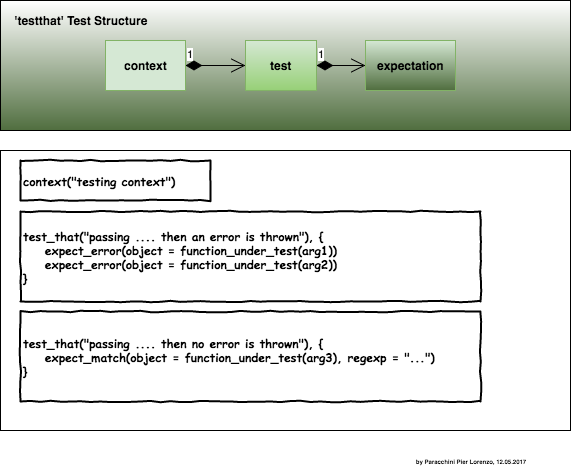 'testthat' Test Structure
1 1
context test expectation
context("testing context")
test_that("passing .... then an error is thrown"), {
expect_error(object = function_under_test(arg1))
expect_error(object = function_under_test(arg2))
}
test_that("passing .... then no error is thrown"), {
expect_match(object = function_under_test(arg3), regexp = "...")
}
by Paracchini Pier Lorenzo, 12.05.2017